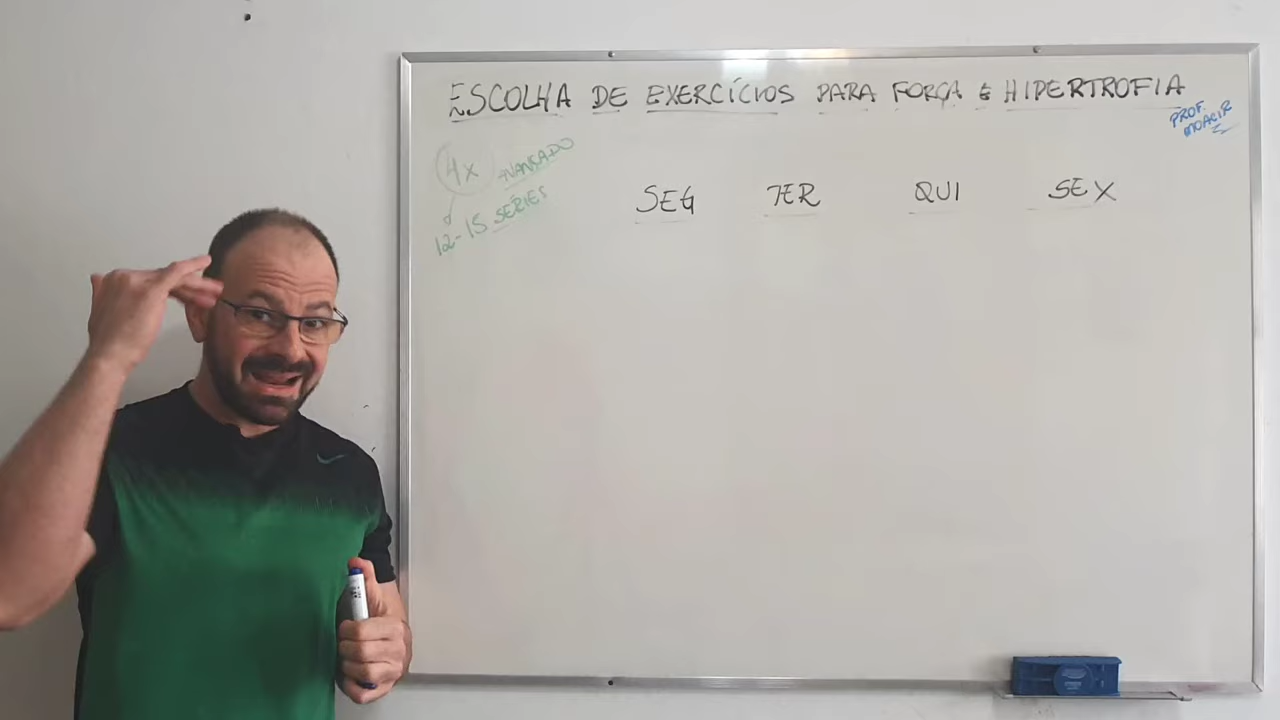 ESCOLHA DE EXERCÍCIOS PARA FORÇA E HIPERTROFIA
PROF.
MOACIR
4x AVANÇADO
12-15 SÉRIES
SEG TER QUI SEX